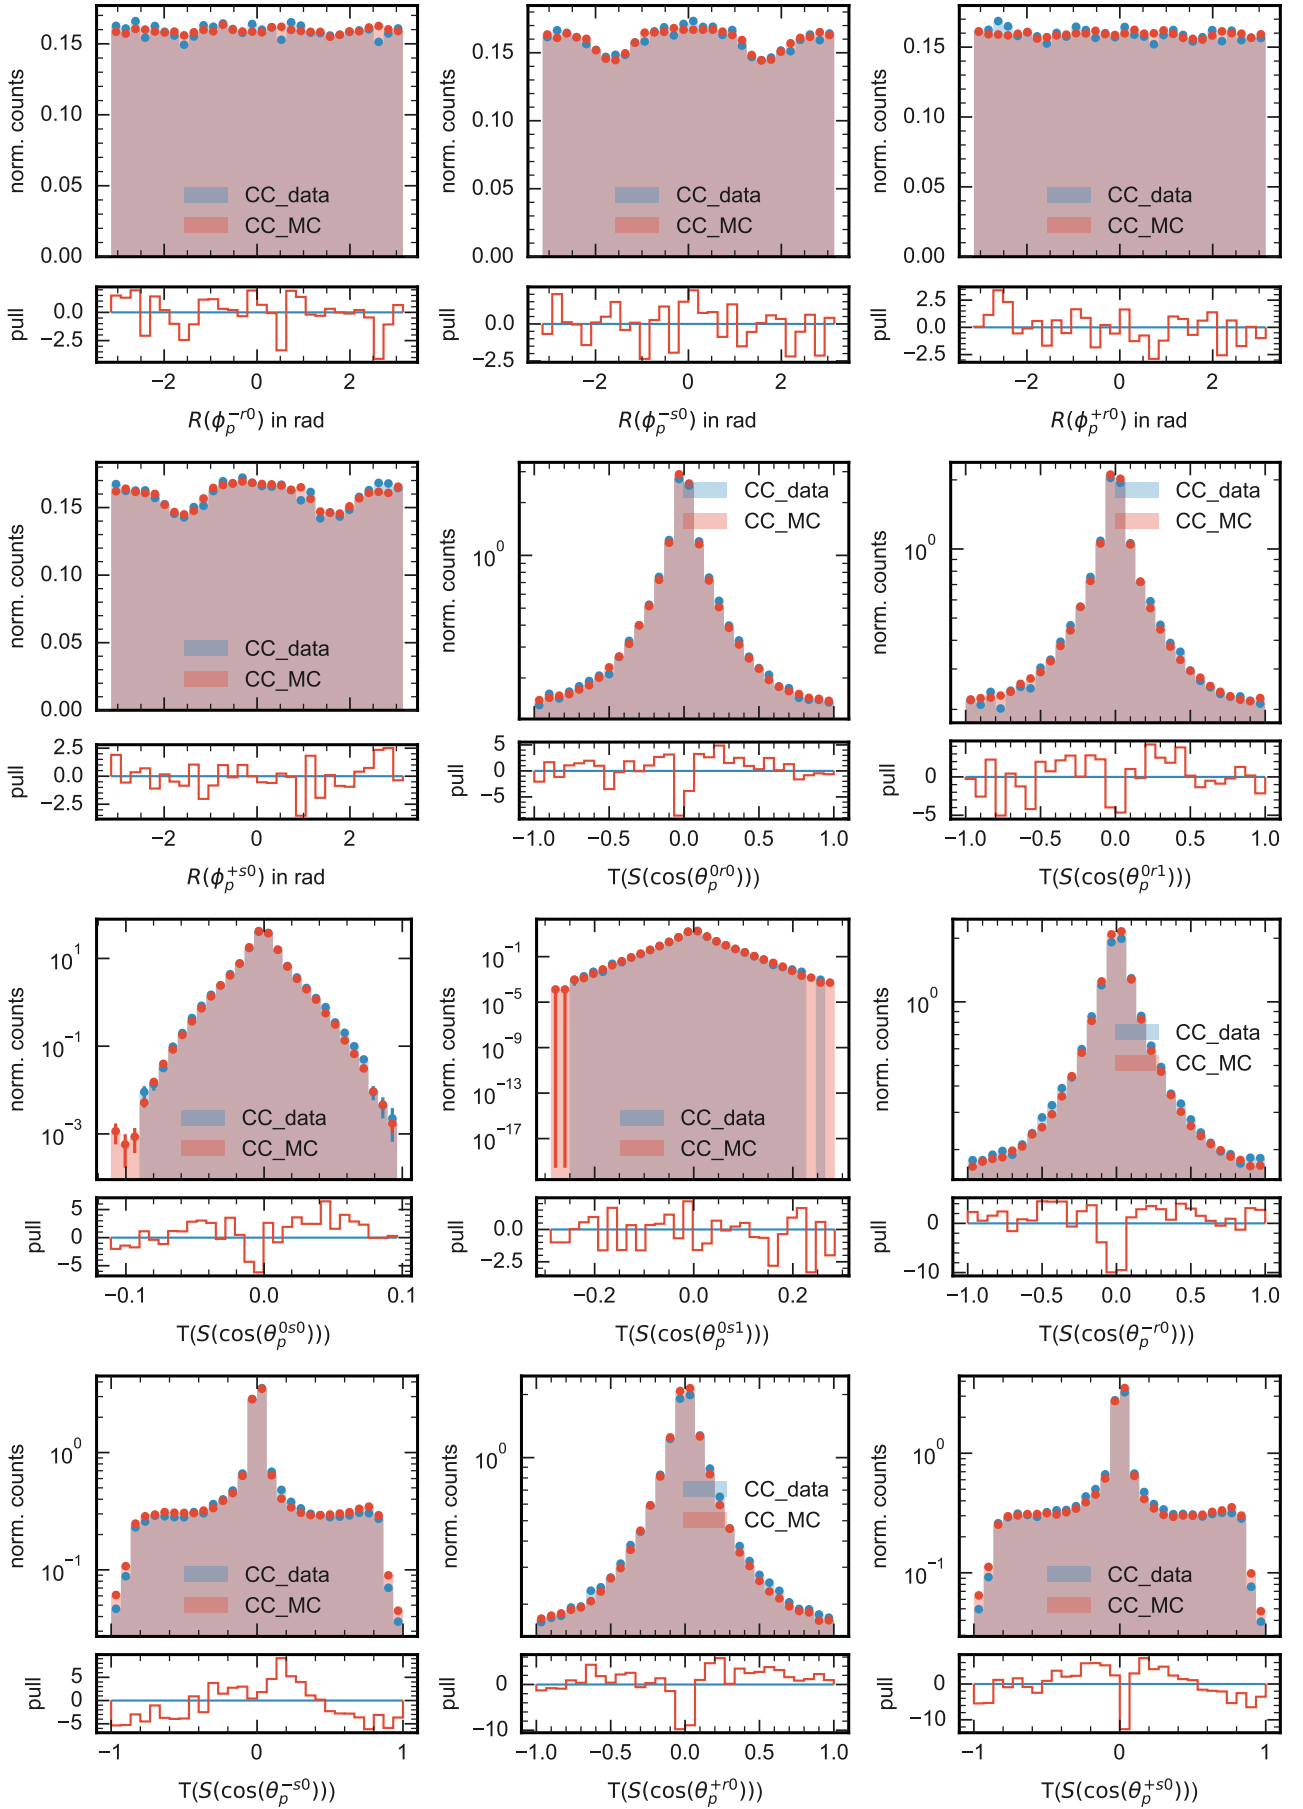 norm. counts
0.15
0.10
0.05
0.00
CC_data
CC_MC
pull
0.0
−2.5
−2 0 2
R(ϕ_p^{−r0}) in rad
norm. counts
0.15
0.10
0.05
0.00
CC_data
CC_MC
pull
0.0
−2.5
−2 0 2
R(ϕ_p^{−s0}) in rad
norm. counts
0.15
0.10
0.05
0.00
CC_data
CC_MC
pull
2.5
0.0
−2.5
−2 0 2
R(ϕ_p^{+r0}) in rad
norm. counts
0.15
0.10
0.05
0.00
CC_data
CC_MC
pull
2.5
0.0
−2.5
−2 0 2
R(ϕ_p^{+s0}) in rad
norm. counts
10^0
CC_data
CC_MC
pull
5
0
−5
−1.0 −0.5 0.0 0.5 1.0
T(S(cos(θ_p^{0r0})))
norm. counts
10^0
CC_data
CC_MC
pull
0
−5
−1.0 −0.5 0.0 0.5 1.0
T(S(cos(θ_p^{0r1})))
norm. counts
10^1
10^{−1}
10^{−3}
CC_data
CC_MC
pull
5
0
−5
−0.1 0.0 0.1
T(S(cos(θ_p^{0s0})))
norm. counts
10^{−1}
10^{−5}
10^{−9}
10^{−13}
10^{−17}
CC_data
CC_MC
pull
0.0
−2.5
−0.2 0.0 0.2
T(S(cos(θ_p^{0s1})))
norm. counts
10^0
CC_data
CC_MC
pull
0
−10
−1.0 −0.5 0.0 0.5 1.0
T(S(cos(θ_p^{−r0})))
norm. counts
10^0
10^{−1}
CC_data
CC_MC
pull
5
0
−5
−1 0 1
T(S(cos(θ_p^{−s0})))
norm. counts
10^0
CC_data
CC_MC
pull
0
−10
−1.0 −0.5 0.0 0.5 1.0
T(S(cos(θ_p^{+r0})))
norm. counts
10^0
10^{−1}
CC_data
CC_MC
pull
0
−10
−1 0 1
T(S(cos(θ_p^{+s0})))